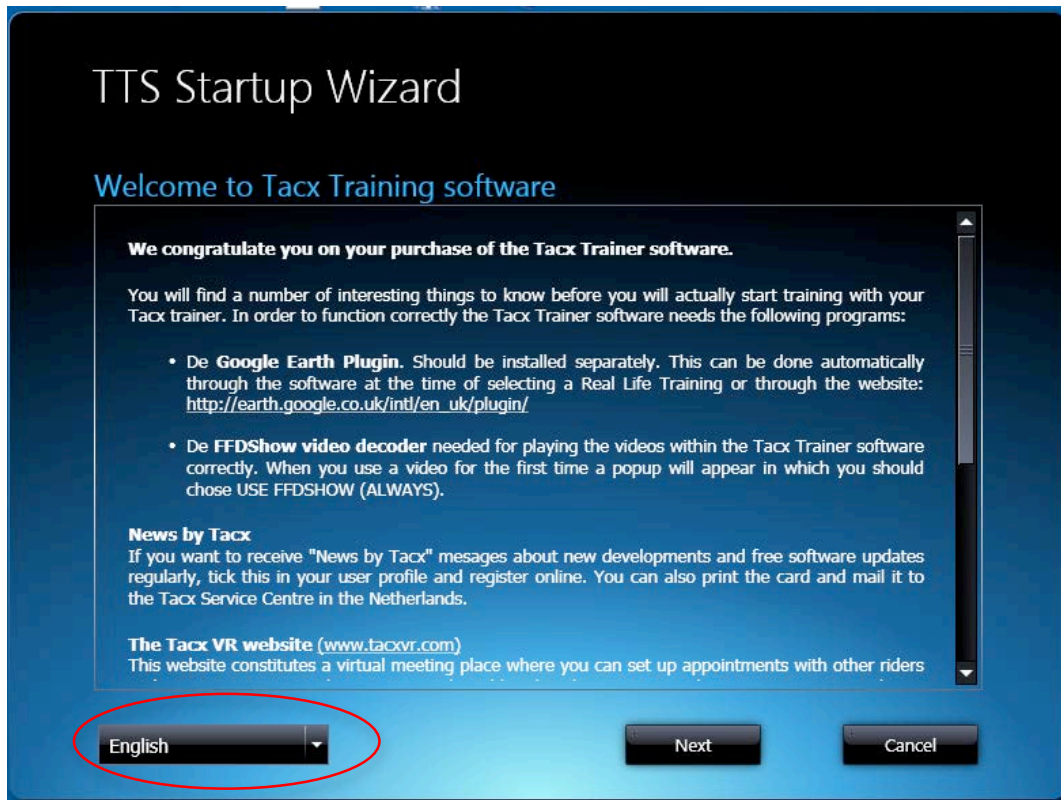 TTS Startup Wizard
Welcome to Tacx Training software
We congratulate you on your purchase of the Tacx Trainer software.
You will find a number of interesting things to know before you will actually start training with your
Tacx trainer. In order to function correctly the Tacx Trainer software needs the following programs:
• De Google Earth Plugin. Should be installed separately. This can be done automatically
through the software at the time of selecting a Real Life Training or through the website:
http://earth.google.co.uk/intl/en_uk/plugin/
• De FFDShow video decoder needed for playing the videos within the Tacx Trainer software
correctly. When you use a video for the first time a popup will appear in which you should
chose USE FFDSHOW (ALWAYS).
News by Tacx
If you want to receive "News by Tacx" mesages about new developments and free software updates
regularly, tick this in your user profile and register online. You can also print the card and mail it to
the Tacx Service Centre in the Netherlands.
The Tacx VR website (www.tacxvr.com)
This website constitutes a virtual meeting place where you can set up appointments with other riders
English
Next
Cancel